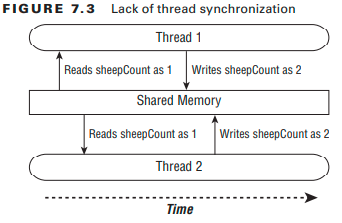 FIGURE 7.3 Lack of thread synchronization
Thread 1
Reads sheepCount as 1 Writes sheepCount as 2
Shared Memory
Reads sheepCount as 1 Writes sheepCount as 2
Thread 2
Time